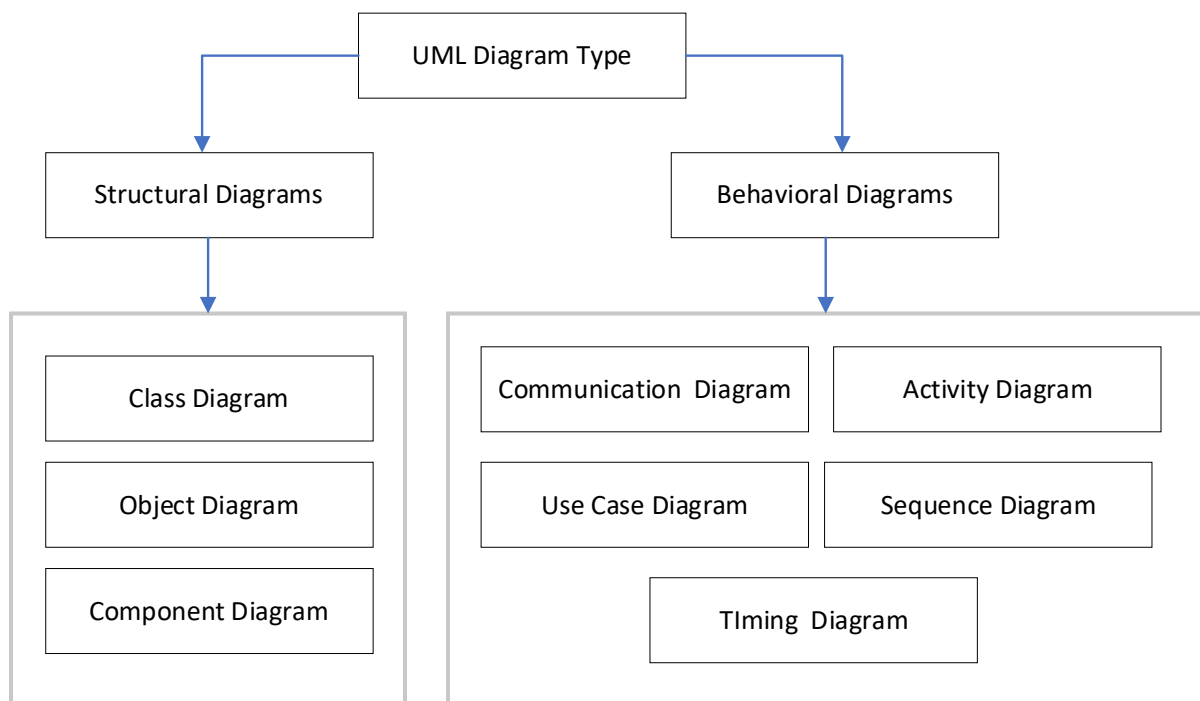 UML Diagram Type
Structural Diagrams
Behavioral Diagrams
Class Diagram
Object Diagram
Component Diagram
Communication  Diagram
Activity Diagram
Use Case Diagram
Sequence Diagram
TIming  Diagram